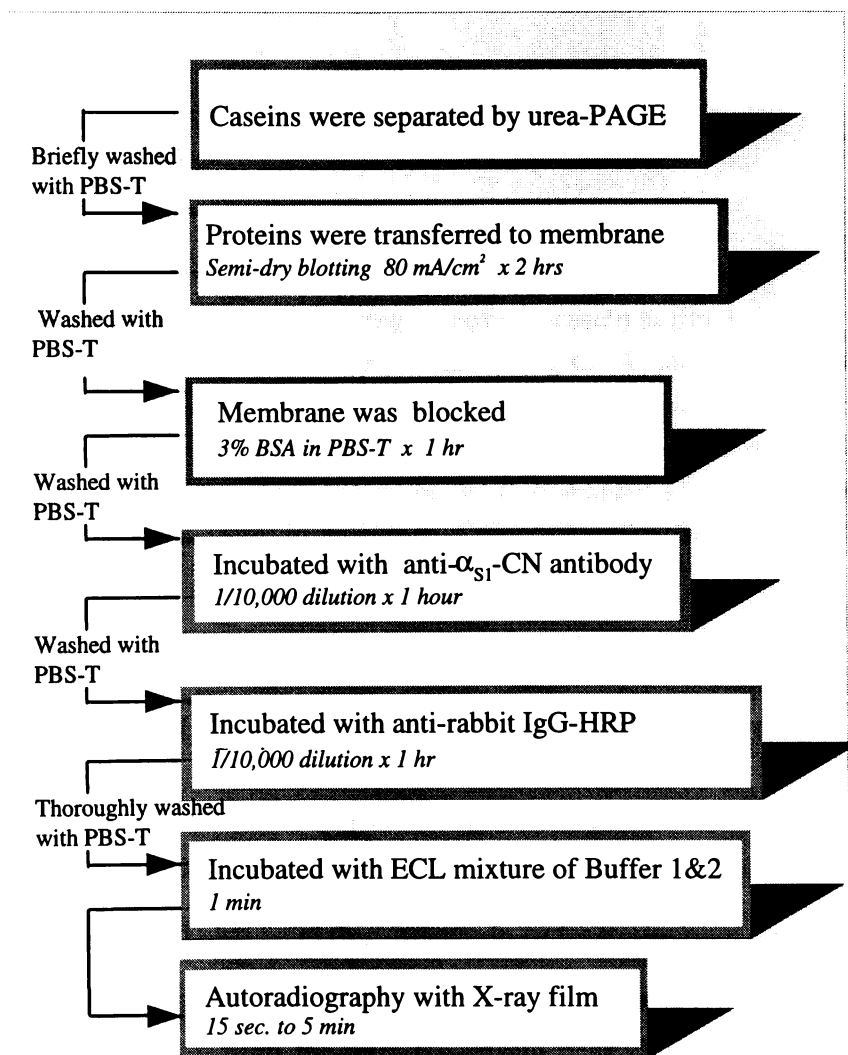 Caseins were separated by urea-PAGE
Briefly washed
with PBS-T
Proteins were transferred to membrane
Semi-dry blotting 80 mA/cm² x 2 hrs
Washed with
PBS-T
Membrane was blocked
3% BSA in PBS-T x 1 hr
Washed with
PBS-T
Incubated with anti-αS1-CN antibody
1/10,000 dilution x 1 hour
Washed with
PBS-T
Incubated with anti-rabbit IgG-HRP
1/10,000 dilution x 1 hr
Thoroughly washed
with PBS-T
Incubated with ECL mixture of Buffer 1&2
1 min
Autoradiography with X-ray film
15 sec. to 5 min